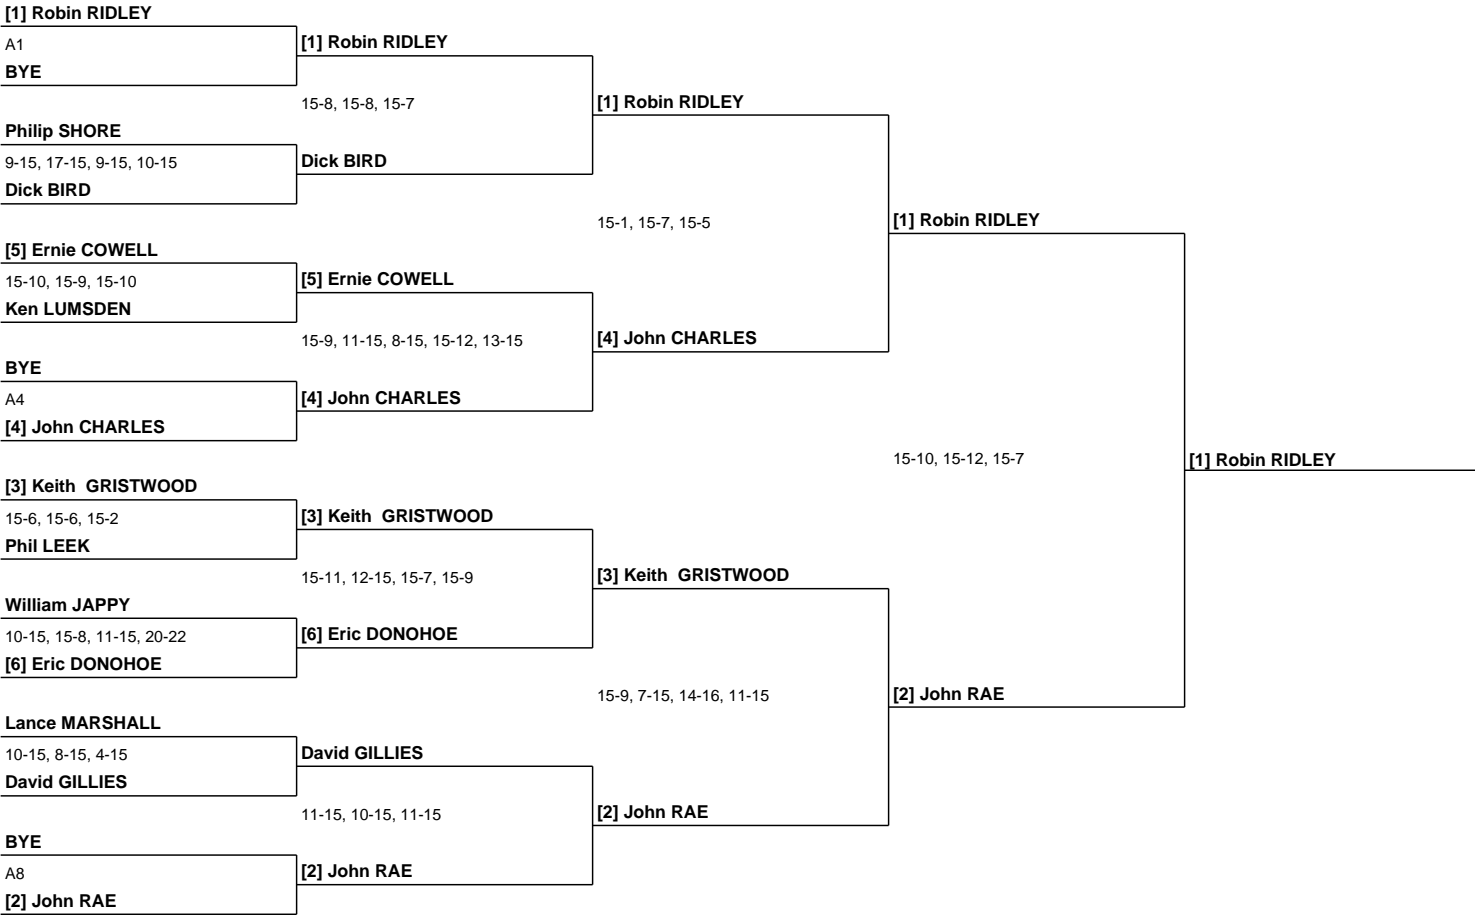 [1] Robin RIDLEY
A1
BYE
Philip SHORE
9-15, 17-15, 9-15, 10-15
Dick BIRD
[5] Ernie COWELL
15-10, 15-9, 15-10
Ken LUMSDEN
BYE
A4
[4] John CHARLES
[3] Keith  GRISTWOOD
15-6, 15-6, 15-2
Phil LEEK
William JAPPY
10-15, 15-8, 11-15, 20-22
[6] Eric DONOHOE
Lance MARSHALL
10-15, 8-15, 4-15
David GILLIES
BYE
A8
[2] John RAE
[1] Robin RIDLEY
15-8, 15-8, 15-7
Dick BIRD
[5] Ernie COWELL
15-9, 11-15, 8-15, 15-12, 13-15
[4] John CHARLES
[3] Keith  GRISTWOOD
15-11, 12-15, 15-7, 15-9
[6] Eric DONOHOE
David GILLIES
11-15, 10-15, 11-15
[2] John RAE
[1] Robin RIDLEY
15-1, 15-7, 15-5
[4] John CHARLES
[3] Keith  GRISTWOOD
15-9, 7-15, 14-16, 11-15
[2] John RAE
[1] Robin RIDLEY
15-10, 15-12, 15-7
[2] John RAE
[1] Robin RIDLEY